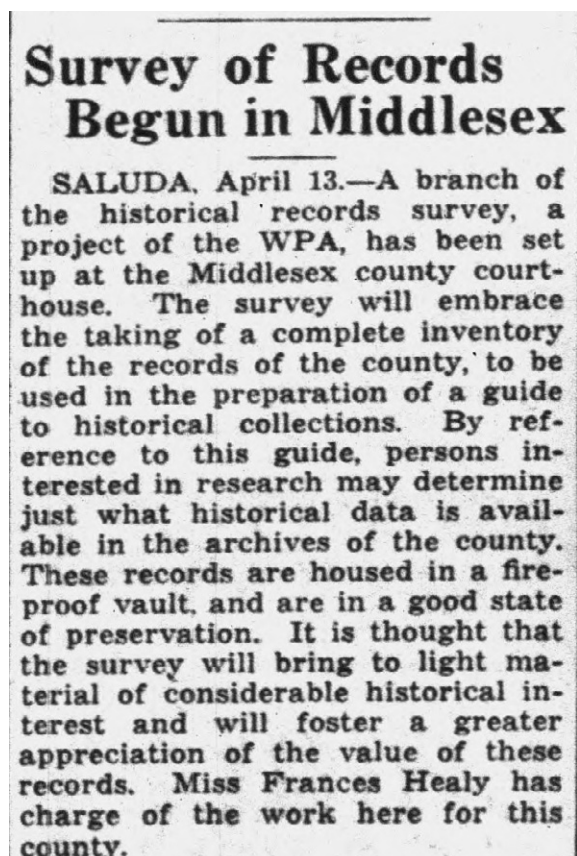 Survey of Records
Begun in Middlesex
SALUDA, April 13.—A branch of
the historical records survey, a
project of the WPA, has been set
up at the Middlesex county court-
house. The survey will embrace
the taking of a complete inventory
of the records of the county, to be
used in the preparation of a guide
to historical collections. By ref-
erence to this guide, persons in-
terested in research may determine
just what historical data is avail-
able in the archives of the county.
These records are housed in a fire-
proof vault, and are in a good state
of preservation. It is thought that
the survey will bring to light ma-
terial of considerable historical in-
terest and will foster a greater
appreciation of the value of these
records. Miss Frances Healy has
charge of the work here for this
county.